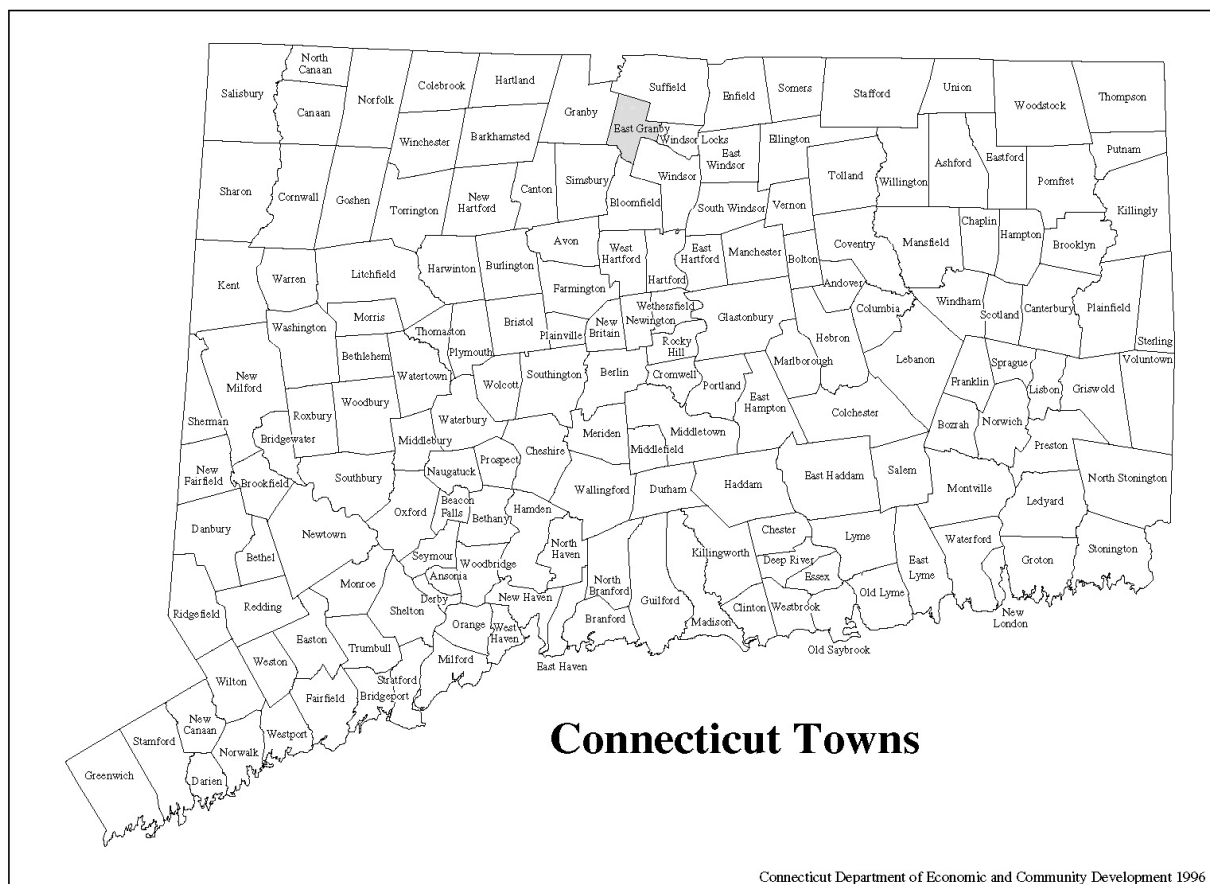 North
Canaan
Colebrook
Hartland
Suffield
Enfield
Somers
Stafford
Union
Woodstock
Thompson
Salisbury
Canaan
Norfolk
Granby
East Granby
Windsor Locks
Winchester
Barkhamsted
East
Windsor
Ellington
Ashford
Eastford
Putnam
Sharon
Cornwall
Goshen
Torrington
New
Hartford
Canton
Simsbury
Bloomfield
Windsor
South Windsor
Vernon
Tolland
Willington
Pomfret
Killingly
Chaplin
Hampton
Brooklyn
Mansfield
Coventry
Kent
Warren
Litchfield
Harwinton
Burlington
Avon
West
Hartford
Hartford
East
Hartford
Manchester
Bolton
Andover
Columbia
Windham
Scotland
Canterbury
Plainfield
Sterling
Voluntown
Farmington
Washington
Morris
Thomaston
Plymouth
Bristol
Plainville
New
Britain
Newington
Wethersfield
Glastonbury
Hebron
Marlborough
Lebanon
Rocky
Hill
Cromwell
Bethlehem
Watertown
Wolcott
Southington
Berlin
Portland
East
Hampton
Colchester
Franklin
Sprague
Lisbon
Griswold
Norwich
Bozrah
Preston
New
Milford
Sherman
Roxbury
Woodbury
Bridgewater
Waterbury
Middlebury
Meriden
Middletown
Middlefield
Cheshire
Prospect
Naugatuck
New
Fairfield
Brookfield
Southbury
Oxford
Beacon
Falls
Bethany
Hamden
Wallingford
Durham
Haddam
East Haddam
Salem
Montville
Ledyard
North Stonington
Danbury
Bethel
Newtown
Seymour
Woodbridge
North
Haven
Ansonia
Derby
Monroe
Shelton
Killingworth
Chester
Deep River
Essex
Lyme
East
Lyme
Waterford
Groton
Stonington
New
London
Old Lyme
Ridgefield
Redding
Easton
Trumbull
Orange
New Haven
West
Haven
North
Branford
Branford
Guilford
Madison
Clinton
Westbrook
Old Saybrook
East Haven
Milford
Stratford
Bridgeport
Fairfield
Weston
Wilton
New
Canaan
Norwalk
Westport
Stamford
Darien
Greenwich
Connecticut Towns
Connecticut Department of Economic and Community Development 1996